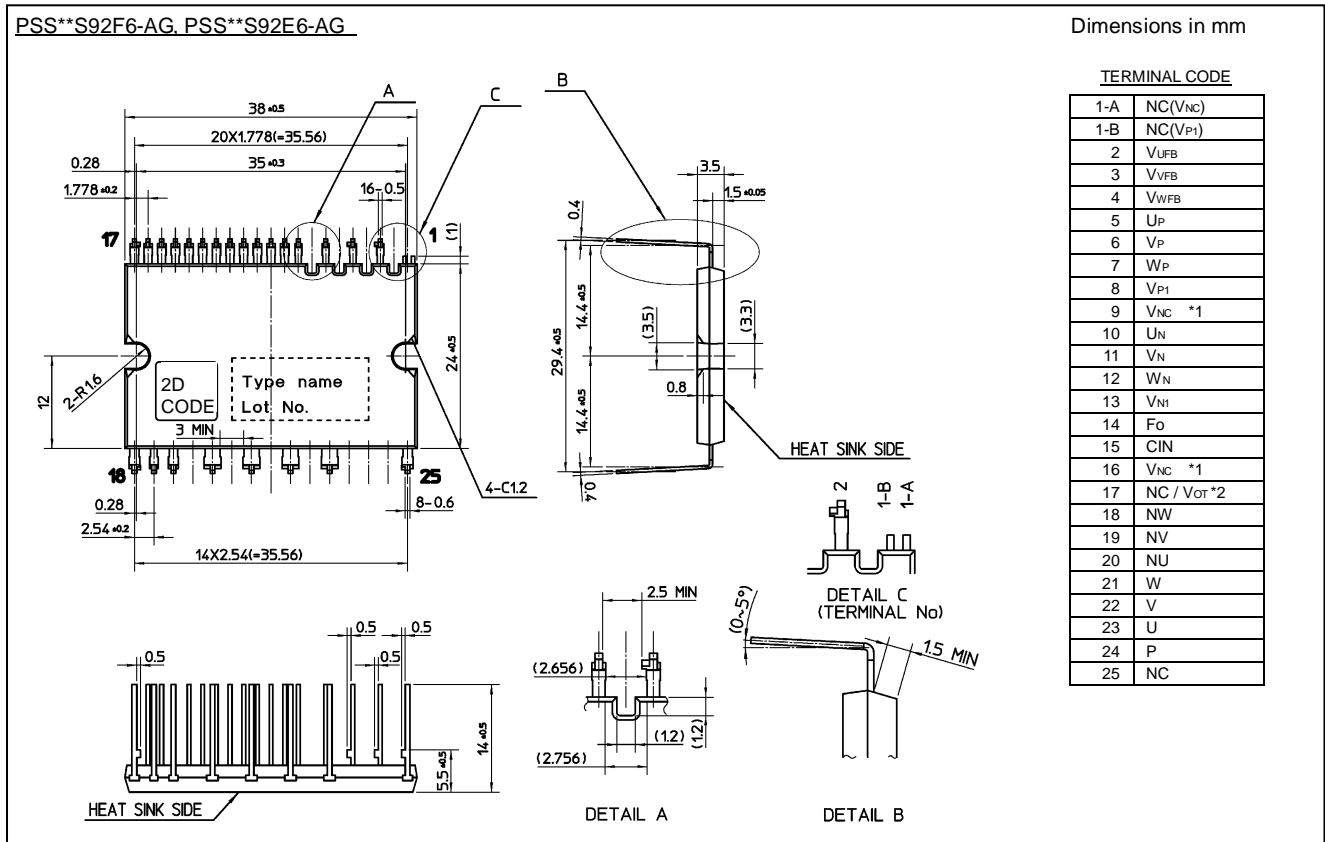 PSS**S92F6-AG, PSS**S92E6-AG
Dimensions in mm
TERMINAL CODE
1-A NC(VNC)
1-B NC(VP1)
2 VUFB
3 VVFB
4 VWFB
5 UP
6 VP
7 WP
8 VP1
9 VNC *1
10 UN
11 VN
12 WN
13 VN1
14 Fo
15 CIN
16 VNC *1
17 NC / VOT *2
18 NW
19 NV
20 NU
21 W
22 V
23 U
24 P
25 NC
A
C
B
38 ±0.5
20X1.778(=35.56)
0.28
35 ±0.3
1.778 ±0.2
16-0.5
17
1
(1)
24 ±0.5
12
2-R1.6
2D
CODE
Type name
Lot No.
3 MIN
18
25
4-C1.2
0.28
8-0.6
2.54 ±0.2
14X2.54(=35.56)
3.5
1.5 ±0.05
0.4
14.4 ±0.5
29.4 ±0.5
(3.5)
(3.3)
0.8
14.4 ±0.5
0.4
HEAT SINK SIDE
2
1-B
1-A
DETAIL C
(TERMINAL No)
0.5
0.5
0.5
0.5
14 ±0.5
5.5 ±0.5
HEAT SINK SIDE
2.5 MIN
(2.656)
(1.2)
(1.2)
(2.756)
DETAIL A
(0~5°)
1.5 MIN
DETAIL B